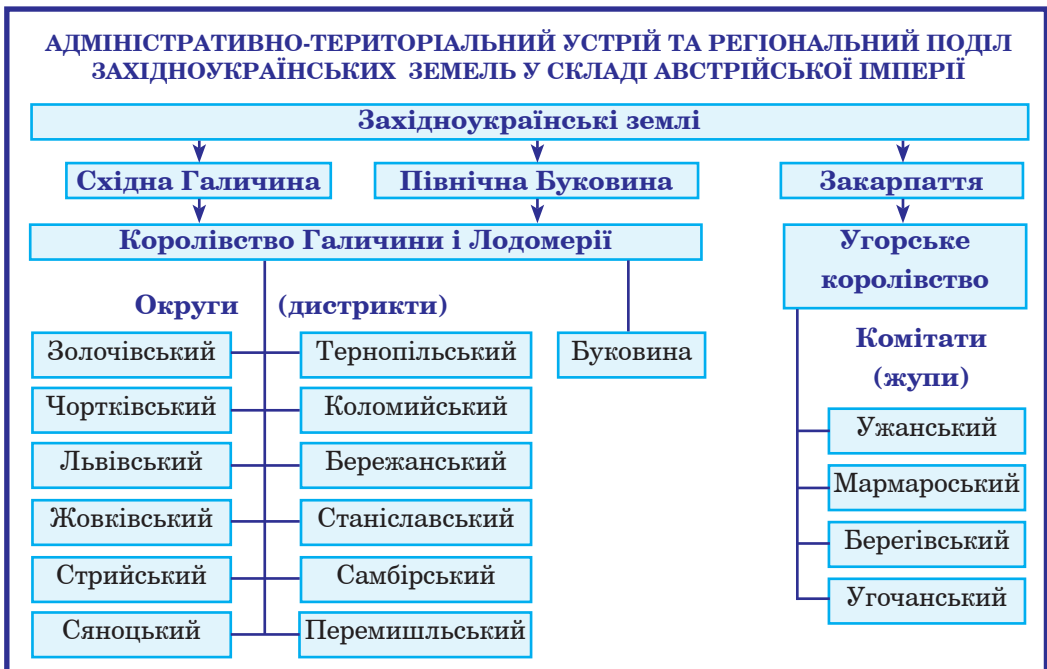 АДМІНІСТРАТИВНО-ТЕРИТОРІАЛЬНИЙ УСТРІЙ ТА РЕГІОНАЛЬНИЙ ПОДІЛ
ЗАХІДНОУКРАЇНСЬКИХ ЗЕМЕЛЬ У СКЛАДІ АВСТРІЙСЬКОЇ ІМПЕРІЇ
Західноукраїнські землі
Східна Галичина
Північна Буковина
Закарпаття
Королівство Галичини і Лодомерії
Угорське
королівство
Округи (дистрикти)
Золочівський
Тернопільський
Чортківський
Коломийський
Львівський
Бережанський
Жовківський
Станіславський
Стрийський
Самбірський
Сяноцький
Перемишльський
Буковина
Комітати
(жупи)
Ужанський
Мармароський
Берегівський
Угочанський